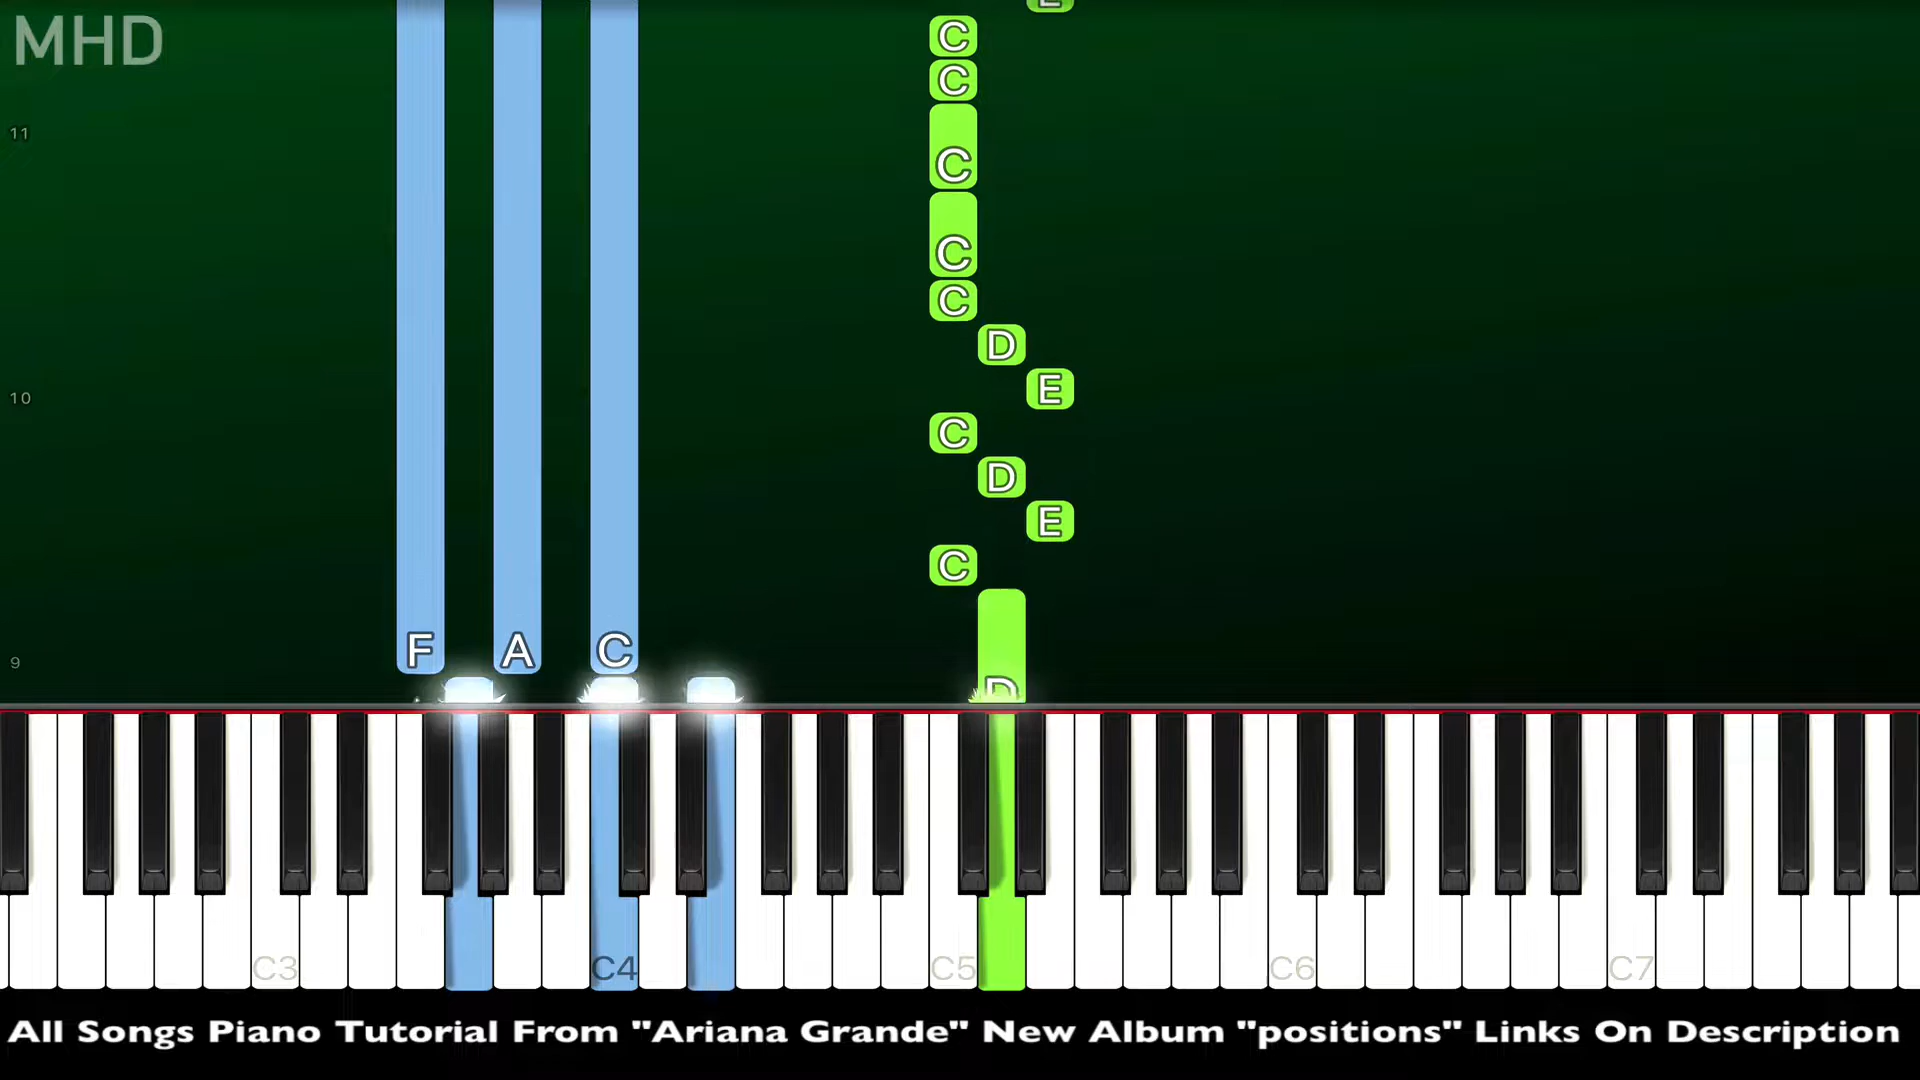 MHD
E
C
C
11
C
C
C
D
E
10
C
D
E
C
F A C
9
D
C3 C4 C5 C6 C7
All Songs Piano Tutorial From "Ariana Grande" New Album "positions" Links On Description